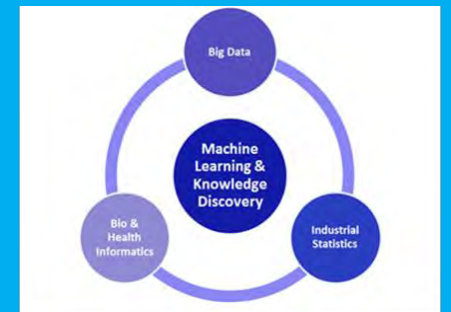 Big Data
Machine
Learning &
Knowledge
Discovery
Bio &
Health
Informatics
Industrial
Statistics